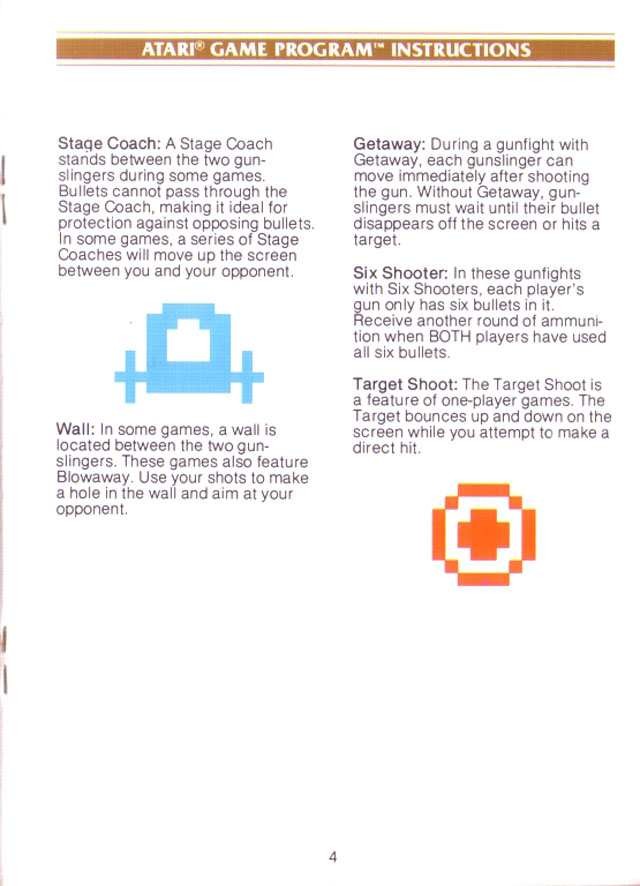 ATARI® GAME PROGRAM™ INSTRUCTIONS
Stage Coach: A Stage Coach
stands between the two gun-
slingers during some games.
Bullets cannot pass through the
Stage Coach, making it ideal for
protection against opposing bullets.
In some games, a series of Stage
Coaches will move up the screen
between you and your opponent.
Wall: In some games, a wall is
located between the two gun-
slingers. These games also feature
Blowaway. Use your shots to make
a hole in the wall and aim at your
opponent.
Getaway: During a gunfight with
Getaway, each gunslinger can
move immediately after shooting
the gun. Without Getaway, gun-
slingers must wait until their bullet
disappears off the screen or hits a
target.
Six Shooter: In these gunfights
with Six Shooters, each player's
gun only has six bullets in it.
Receive another round of ammuni-
tion when BOTH players have used
all six bullets.
Target Shoot: The Target Shoot is
a feature of one-player games. The
Target bounces up and down on the
screen while you attempt to make a
direct hit.
4